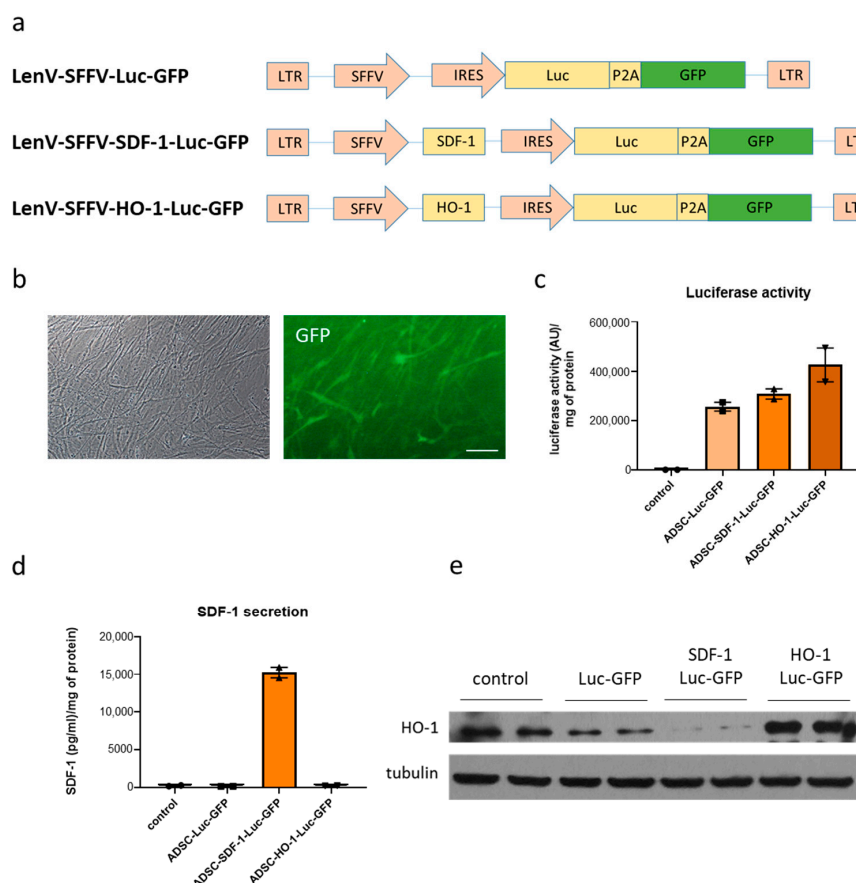 a
LenV-SFFV-Luc-GFP
LTR SFFV IRES Luc P2A GFP LTR
LenV-SFFV-SDF-1-Luc-GFP
LTR SFFV SDF-1 IRES Luc P2A GFP LT
LenV-SFFV-HO-1-Luc-GFP
LTR SFFV HO-1 IRES Luc P2A GFP LT
b
GFP
c
Luciferase activity
luciferase activity (AU)/
mg of protein
600,000
400,000
200,000
0
control
ADSC-Luc-GFP
ADSC-SDF-1-Luc-GFP
ADSC-HO-1-Luc-GFP
d
SDF-1 secretion
SDF-1 (pg/ml)/mg of protein)
20,000
15,000
10,000
5000
0
control
ADSC-Luc-GFP
ADSC-SDF-1-Luc-GFP
ADSC-HO-1-Luc-GFP
e
control
Luc-GFP
SDF-1
Luc-GFP
HO-1
Luc-GFP
HO-1
tubulin